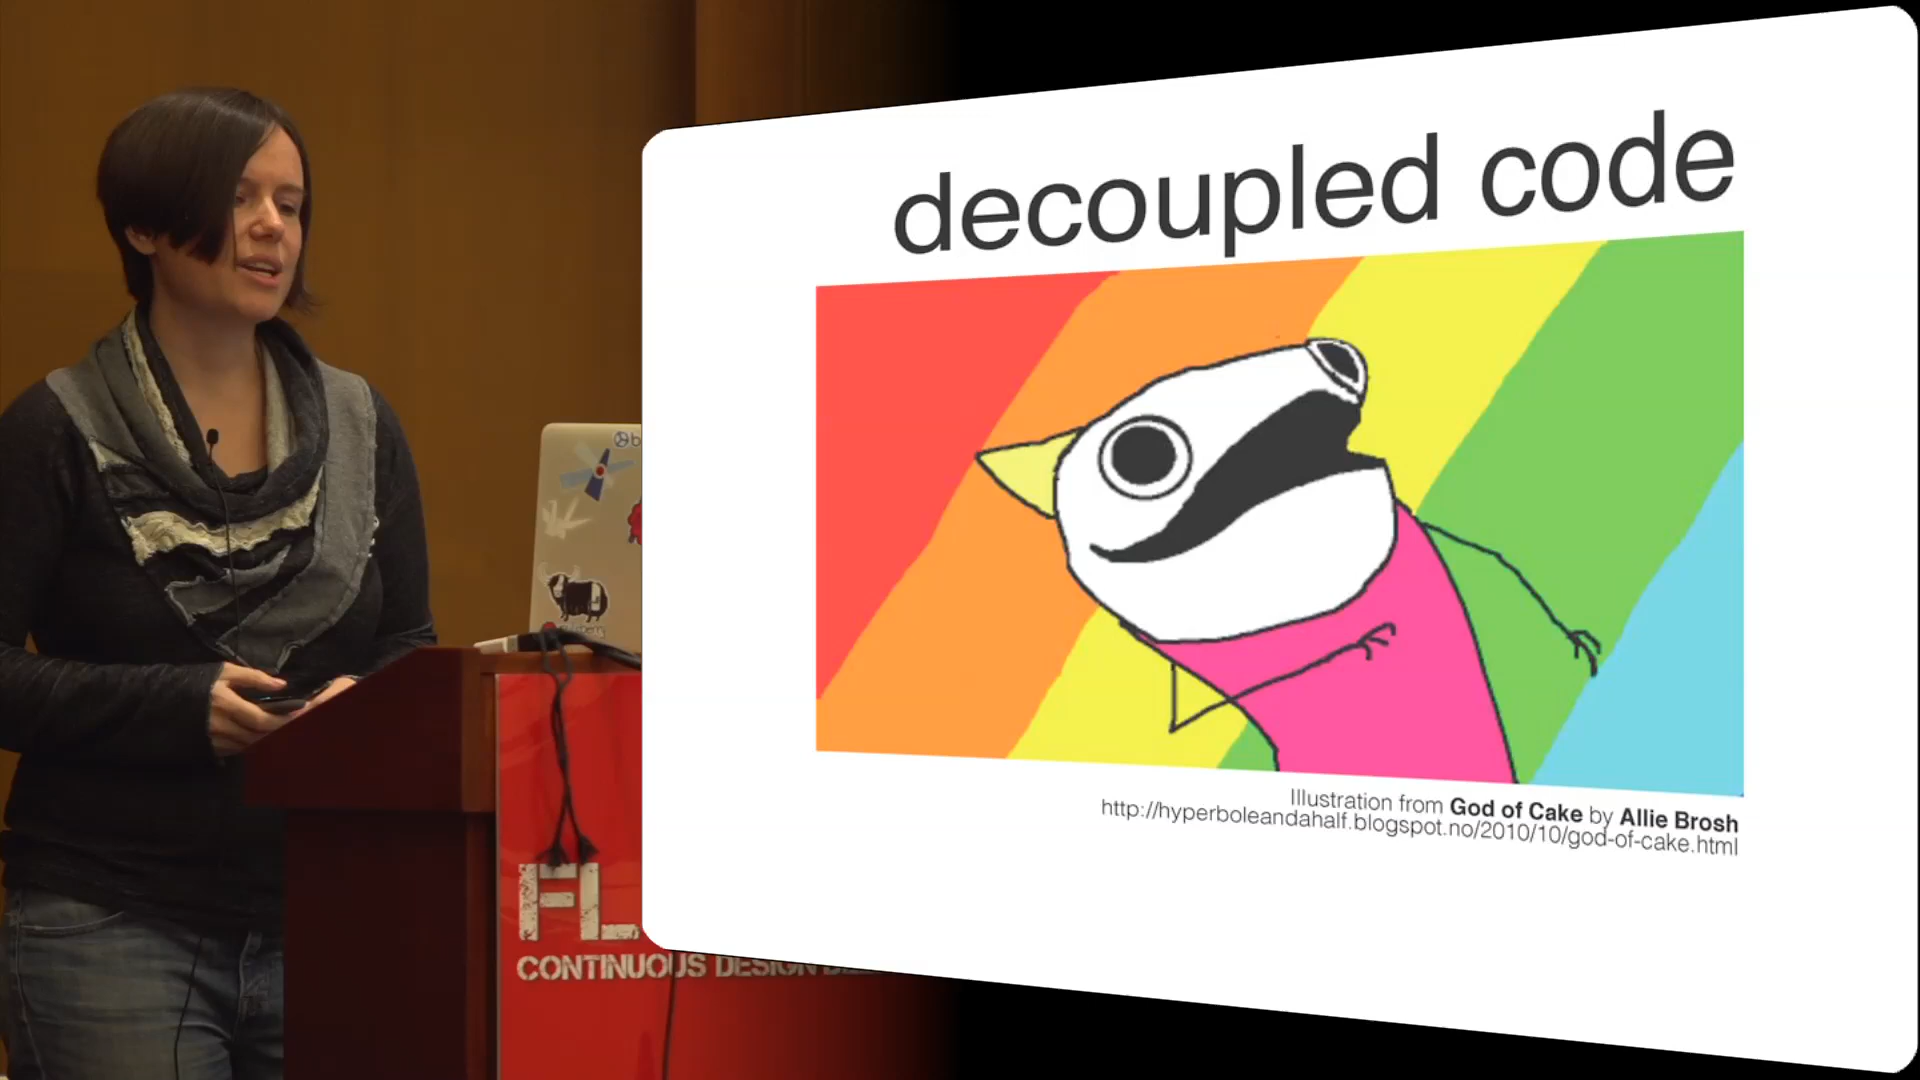 decoupled code
Illustration from God of Cake by Allie Brosh
http://hyperboleandahalf.blogspot.no/2010/10/god-of-cake.html
CONTINUOUS DESIGN